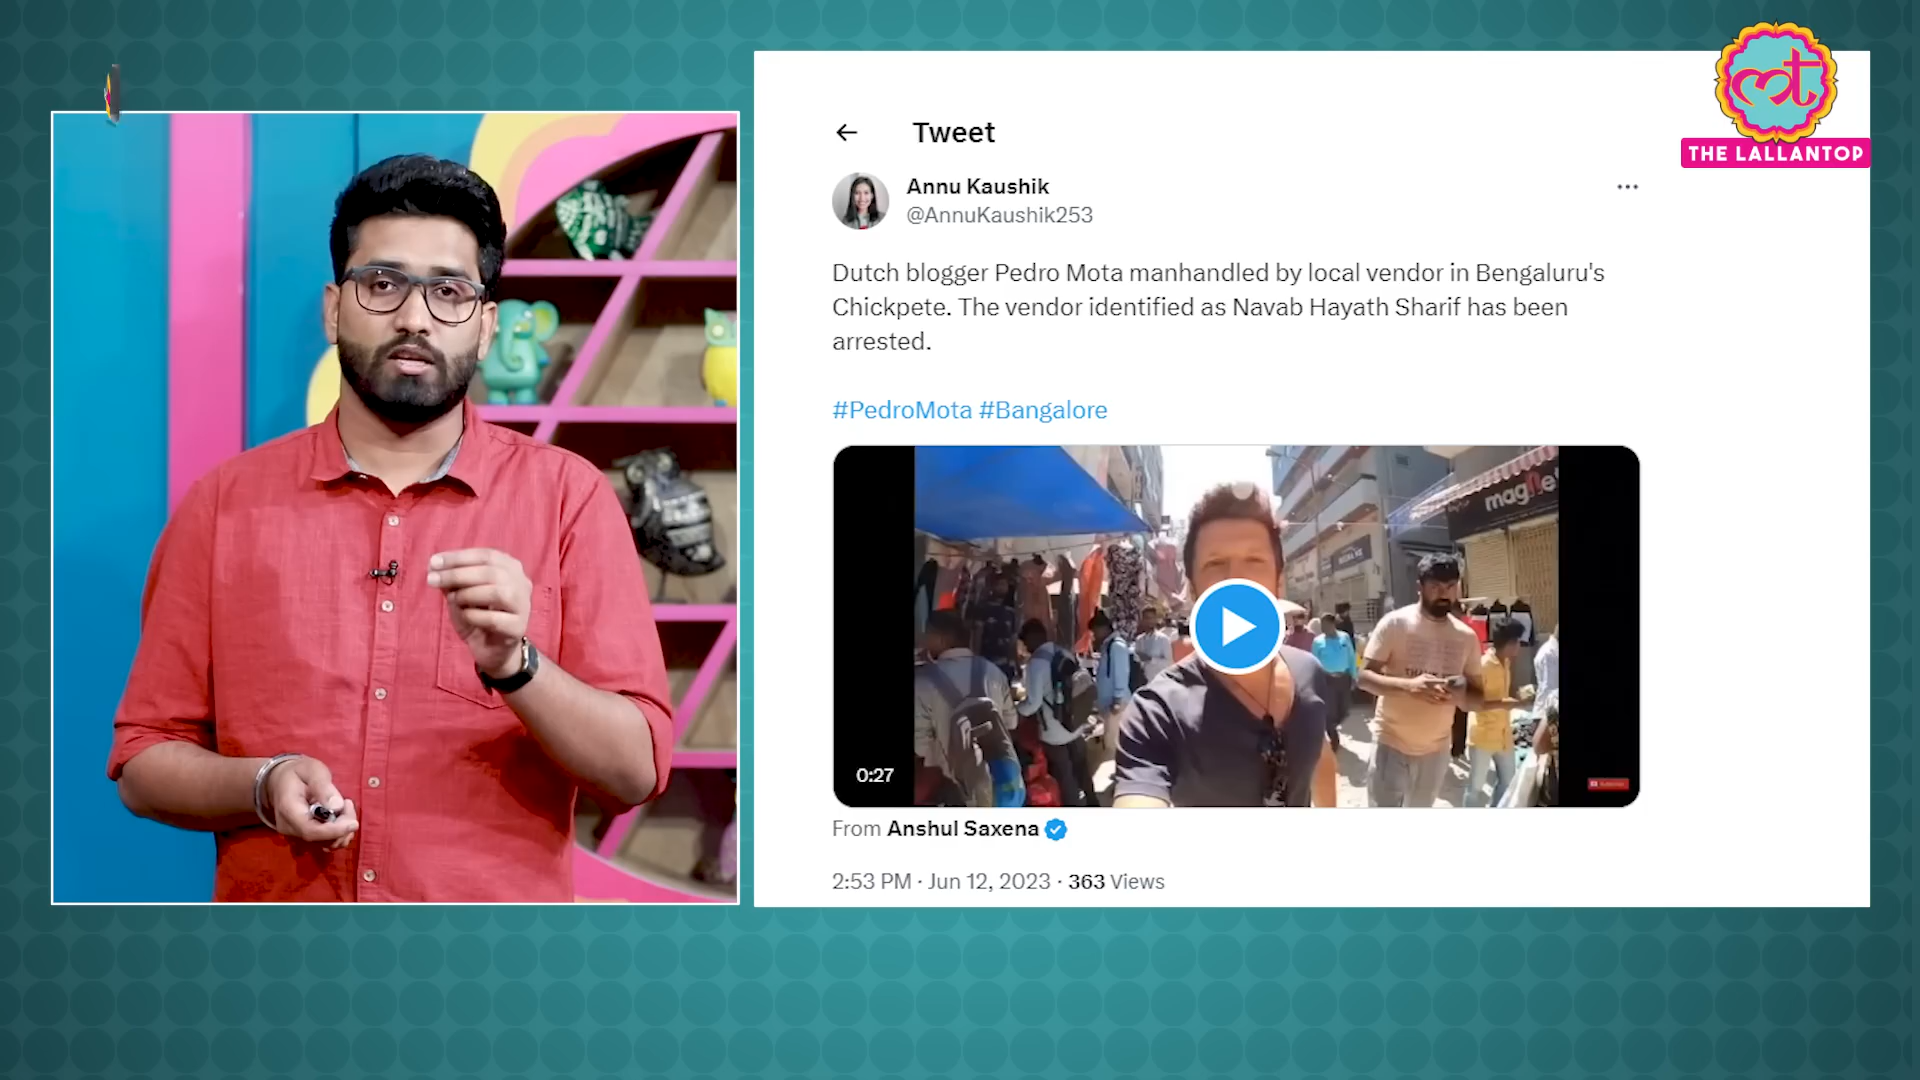 THE LALLANTOP
Tweet
Annu Kaushik
@AnnuKaushik253
Dutch blogger Pedro Mota manhandled by local vendor in Bengaluru's
Chickpete. The vendor identified as Navab Hayath Sharif has been
arrested.
#PedroMota #Bangalore
0:27
From Anshul Saxena
2:53 PM · Jun 12, 2023 · 363 Views